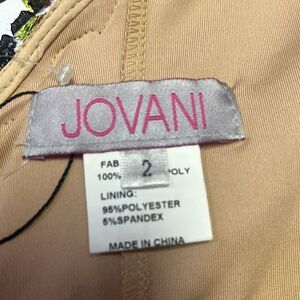 JOVANI
FAB
2
100% POLY
LINING:
95%POLYESTER
5%SPANDEX
MADE IN CHINA